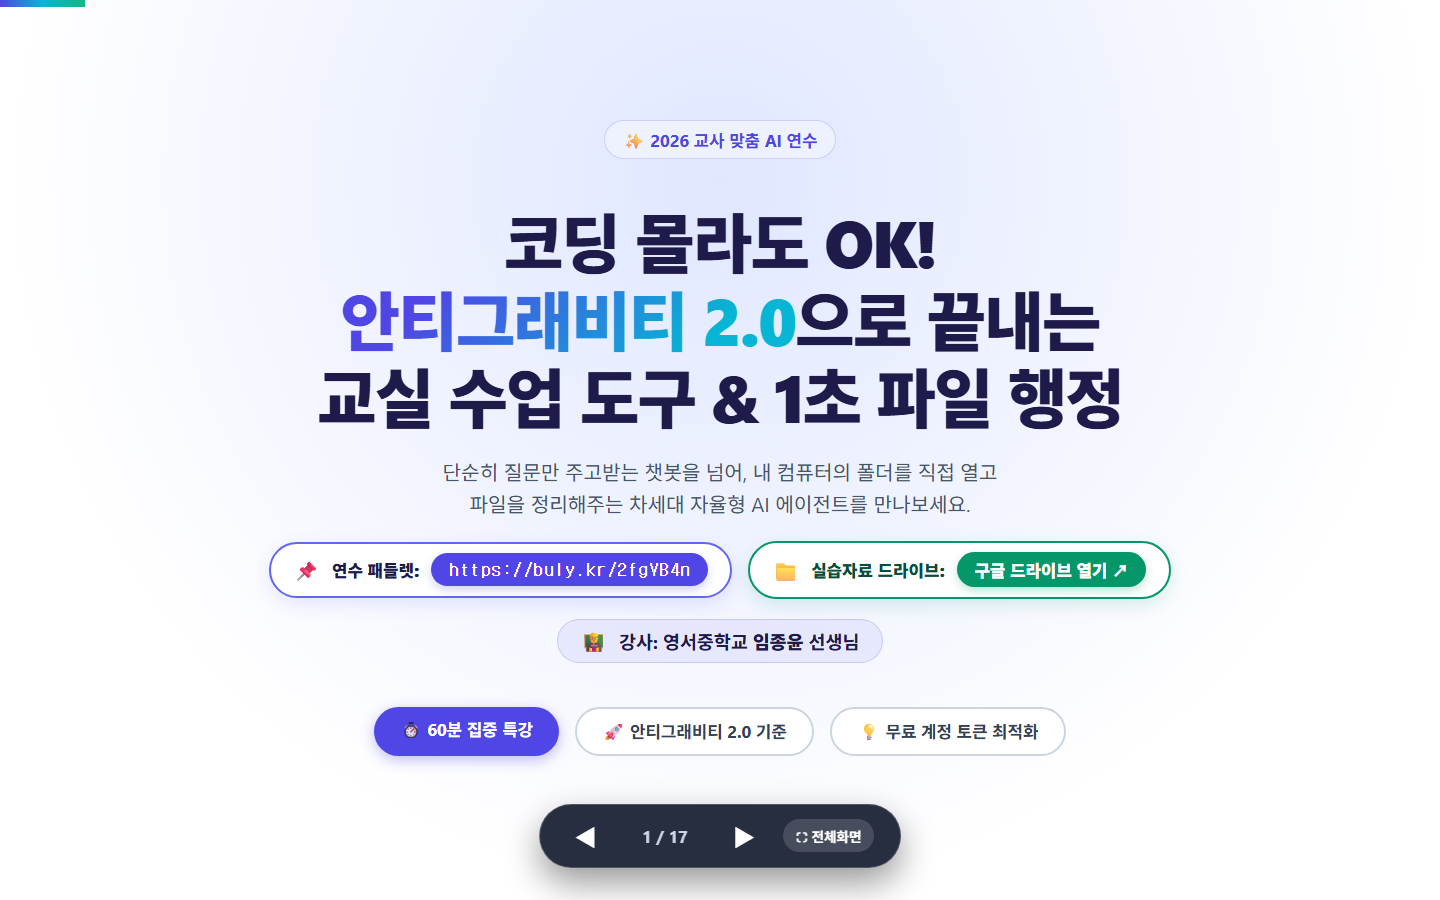 ✨ 2026 교사 맞춤 AI 연수
코딩 몰라도 OK!
안티그래비티 2.0으로 끝내는
교실 수업 도구 & 1초 파일 행정
단순히 질문만 주고받는 챗봇을 넘어, 내 컴퓨터의 폴더를 직접 열고
파일을 정리해주는 차세대 자율형 AI 에이전트를 만나보세요.
📌 연수 패들렛: https://buly.kr/2fgYB4n
📁 실습자료 드라이브: 구글 드라이브 열기 ↗
👨‍🏫 강사: 영서중학교 임종윤 선생님
⏱️ 60분 집중 특강
🚀 안티그래비티 2.0 기준
💡 무료 계정 토큰 최적화
◀ 1 / 17 ▶ ⛶ 전체화면